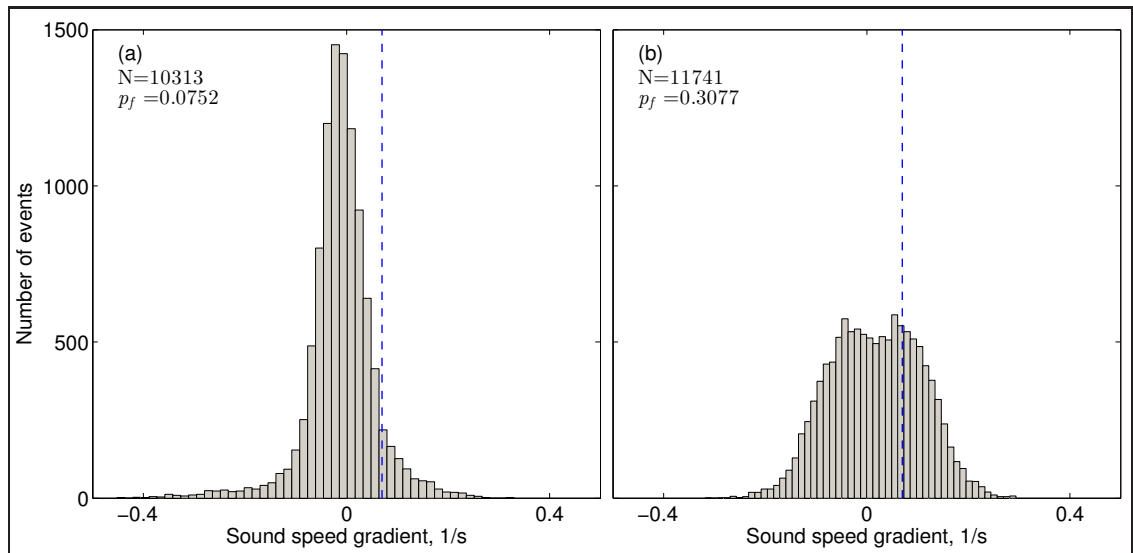 (a)
N=10313
p_f =0.0752
(b)
N=11741
p_f =0.3077
Number of events
1500
1000
500
0
−0.4 0 0.4
Sound speed gradient, 1/s
−0.4 0 0.4
Sound speed gradient, 1/s